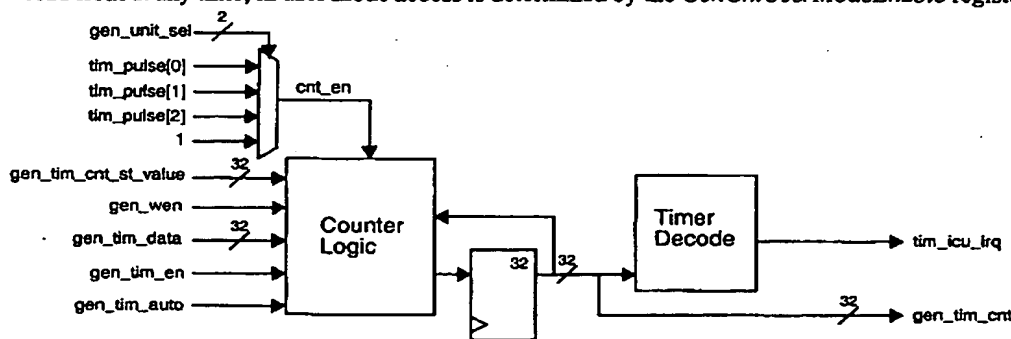 gen_unit_sel
2
tim_pulse[0]
tim_pulse[1]
tim_pulse[2]
1
cnt_en
gen_tim_cnt_st_value
32
gen_wen
gen_tim_data
32
gen_tim_en
gen_tim_auto
Counter
Logic
32
32
Timer
Decode
tim_icu_irq
32
gen_tim_cnt